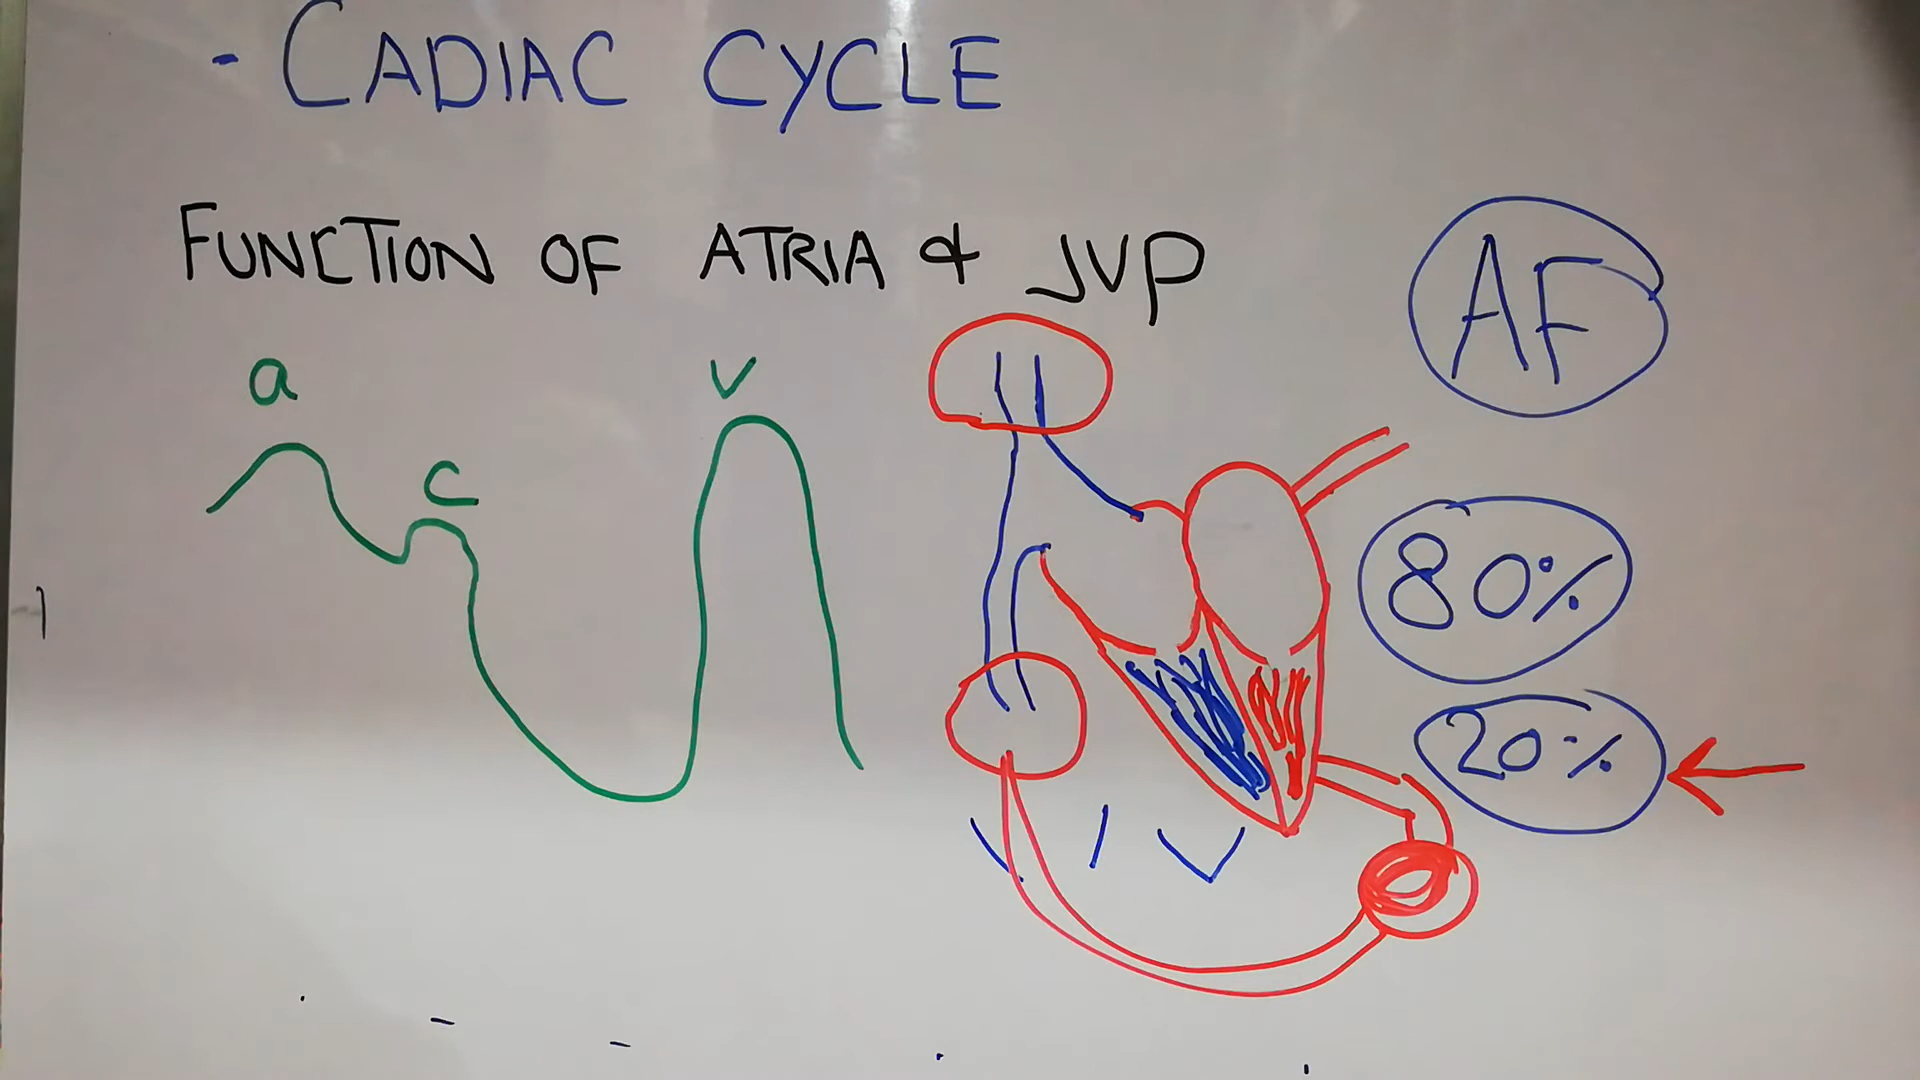 - CADIAC CYCLE
FUNCTION OF ATRIA & JVP
AF
a
v
c
80%
20%